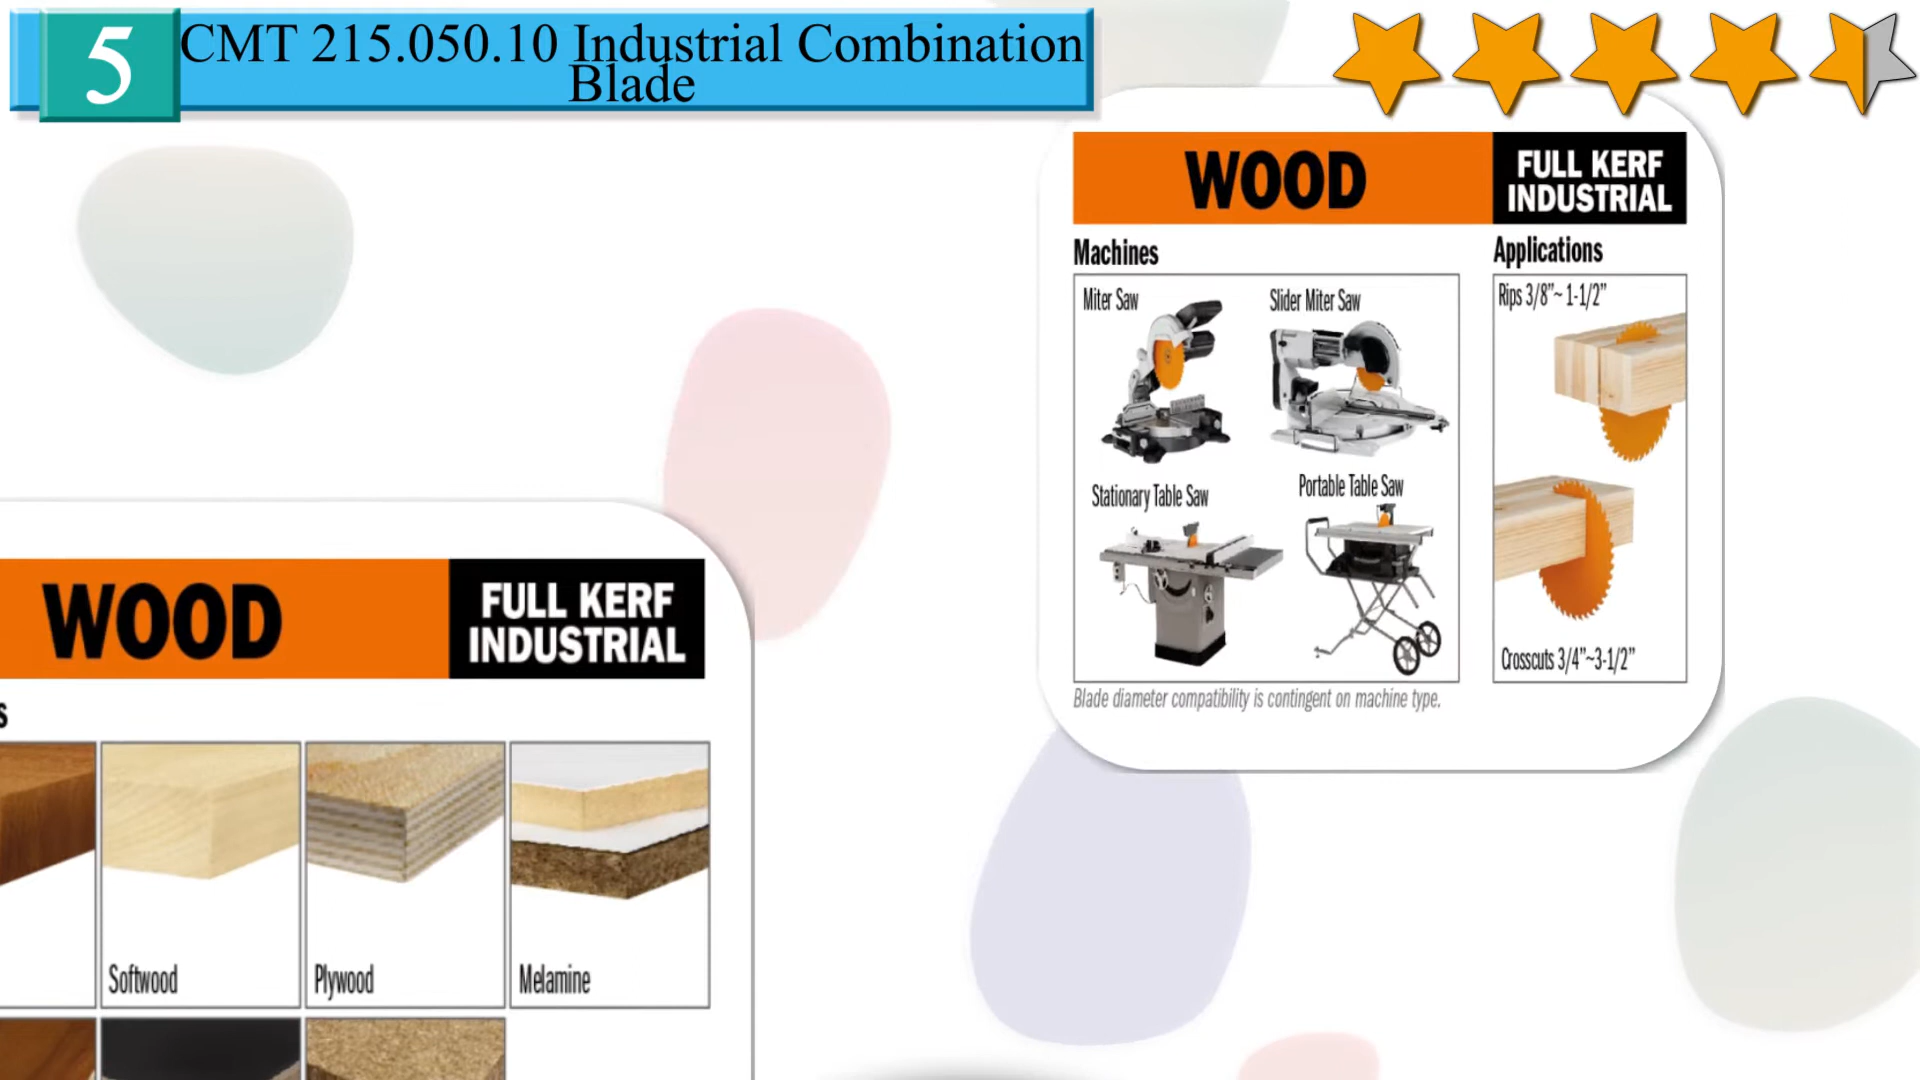 5
CMT 215.050.10 Industrial Combination
Blade
WOOD
FULL KERF
INDUSTRIAL
Machines
Applications
Miter Saw
Slider Miter Saw
Rips 3/8"~ 1-1/2"
Stationary Table Saw
Portable Table Saw
Crosscuts 3/4"~3-1/2"
Blade diameter compatibility is contingent on machine type.
WOOD
FULL KERF
INDUSTRIAL
s
Softwood
Plywood
Melamine